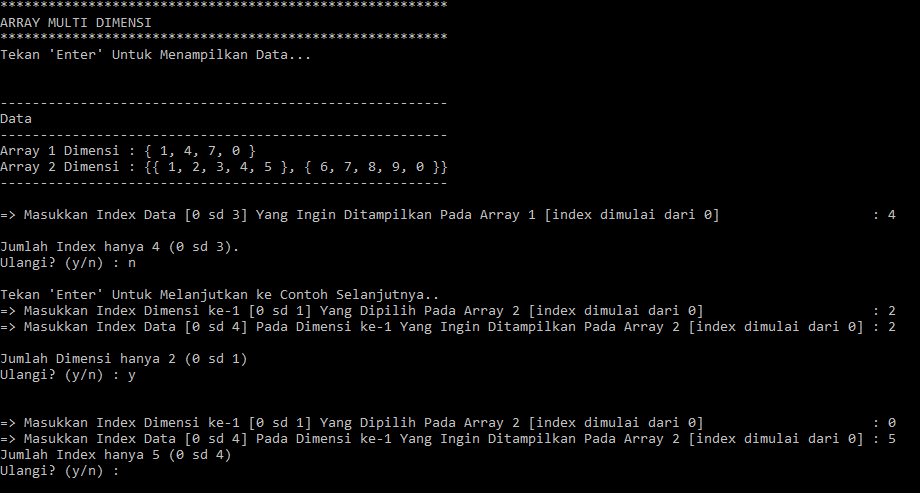 ********************************************************
ARRAY MULTI DIMENSI
********************************************************
Tekan 'Enter' Untuk Menampilkan Data...
--------------------------------------------------------
Data
--------------------------------------------------------
Array 1 Dimensi : { 1, 4, 7, 0 }
Array 2 Dimensi : {{ 1, 2, 3, 4, 5 }, { 6, 7, 8, 9, 0 }}
--------------------------------------------------------
=> Masukkan Index Data [0 sd 3] Yang Ingin Ditampilkan Pada Array 1 [index dimulai dari 0]                   : 4
Jumlah Index hanya 4 (0 sd 3).
Ulangi? (y/n) : n
Tekan 'Enter' Untuk Melanjutkan ke Contoh Selanjutnya..
=> Masukkan Index Dimensi ke-1 [0 sd 1] Yang Dipilih Pada Array 2 [index dimulai dari 0]                     : 2
=> Masukkan Index Data [0 sd 4] Pada Dimensi ke-1 Yang Ingin Ditampilkan Pada Array 2 [index dimulai dari 0] : 2
Jumlah Dimensi hanya 2 (0 sd 1)
Ulangi? (y/n) : y
=> Masukkan Index Dimensi ke-1 [0 sd 1] Yang Dipilih Pada Array 2 [index dimulai dari 0]                     : 0
=> Masukkan Index Data [0 sd 4] Pada Dimensi ke-1 Yang Ingin Ditampilkan Pada Array 2 [index dimulai dari 0] : 5
Jumlah Index hanya 5 (0 sd 4)
Ulangi? (y/n) :